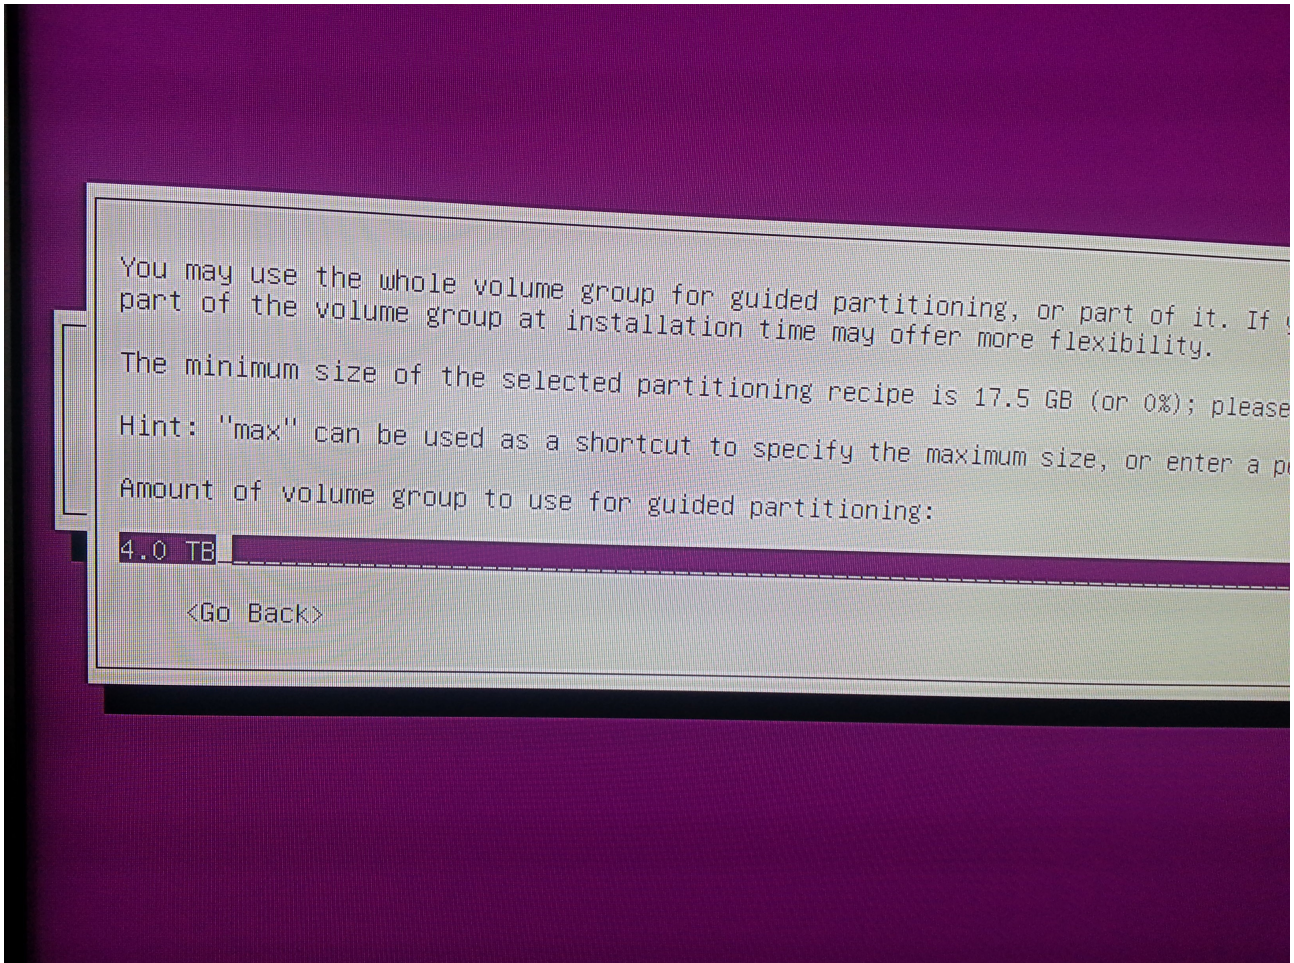 You may use the whole volume group for guided partitioning, or part of it. If
part of the volume group at installation time may offer more flexibility.
The minimum size of the selected partitioning recipe is 17.5 GB (or 0%); please
Hint: "max" can be used as a shortcut to specify the maximum size, or enter a
Amount of volume group to use for guided partitioning:
4.0 TB
<Go Back>